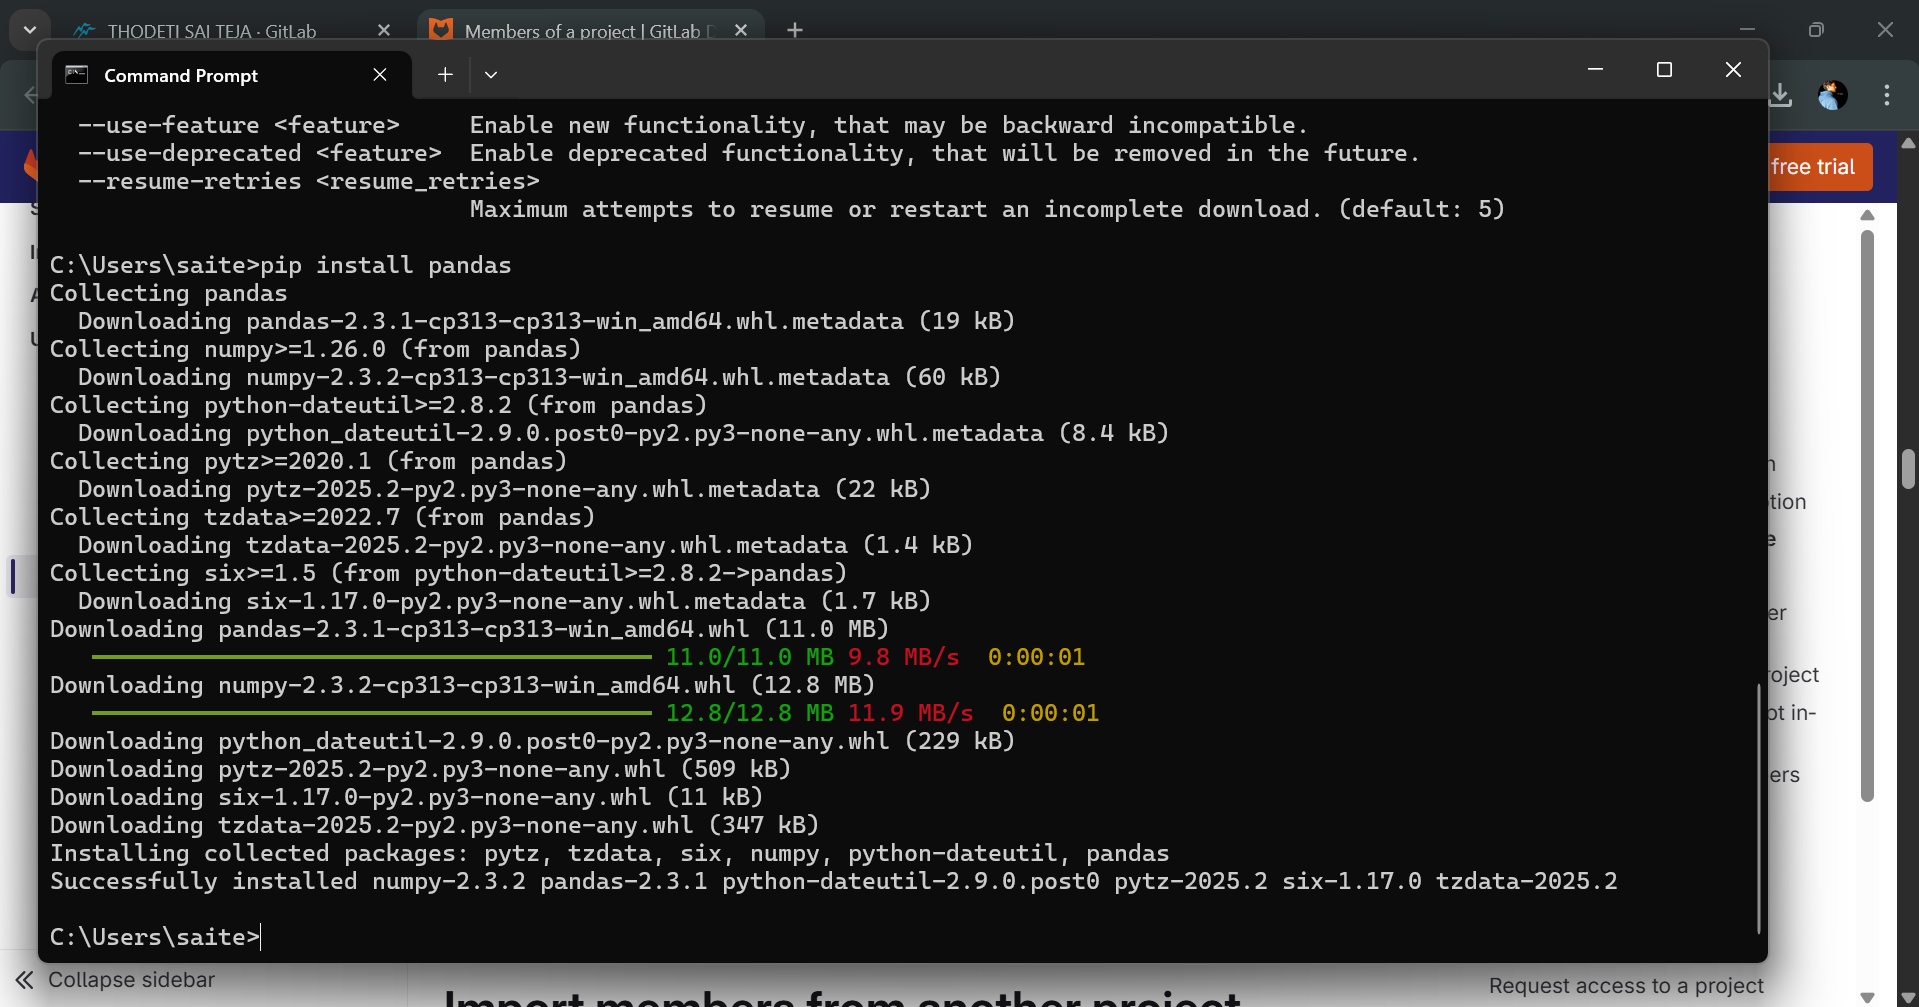 THODETI SAI TEJA · GitLab
Members of a project | GitLab D
Command Prompt
free trial
--use-feature <feature>     Enable new functionality, that may be backward incompatible.
--use-deprecated <feature>  Enable deprecated functionality, that will be removed in the future.
--resume-retries <resume_retries>
Maximum attempts to resume or restart an incomplete download. (default: 5)
C:\Users\saite>pip install pandas
Collecting pandas
Downloading pandas-2.3.1-cp313-cp313-win_amd64.whl.metadata (19 kB)
Collecting numpy>=1.26.0 (from pandas)
Downloading numpy-2.3.2-cp313-cp313-win_amd64.whl.metadata (60 kB)
Collecting python-dateutil>=2.8.2 (from pandas)
Downloading python_dateutil-2.9.0.post0-py2.py3-none-any.whl.metadata (8.4 kB)
Collecting pytz>=2020.1 (from pandas)
Downloading pytz-2025.2-py2.py3-none-any.whl.metadata (22 kB)
Collecting tzdata>=2022.7 (from pandas)
Downloading tzdata-2025.2-py2.py3-none-any.whl.metadata (1.4 kB)
Collecting six>=1.5 (from python-dateutil>=2.8.2->pandas)
Downloading six-1.17.0-py2.py3-none-any.whl.metadata (1.7 kB)
Downloading pandas-2.3.1-cp313-cp313-win_amd64.whl (11.0 MB)
11.0/11.0 MB 9.8 MB/s  0:00:01
Downloading numpy-2.3.2-cp313-cp313-win_amd64.whl (12.8 MB)
12.8/12.8 MB 11.9 MB/s  0:00:01
Downloading python_dateutil-2.9.0.post0-py2.py3-none-any.whl (229 kB)
Downloading pytz-2025.2-py2.py3-none-any.whl (509 kB)
Downloading six-1.17.0-py2.py3-none-any.whl (11 kB)
Downloading tzdata-2025.2-py2.py3-none-any.whl (347 kB)
Installing collected packages: pytz, tzdata, six, numpy, python-dateutil, pandas
Successfully installed numpy-2.3.2 pandas-2.3.1 python-dateutil-2.9.0.post0 pytz-2025.2 six-1.17.0 tzdata-2025.2
C:\Users\saite>
Collapse sidebar
Import members from another project
Request access to a project